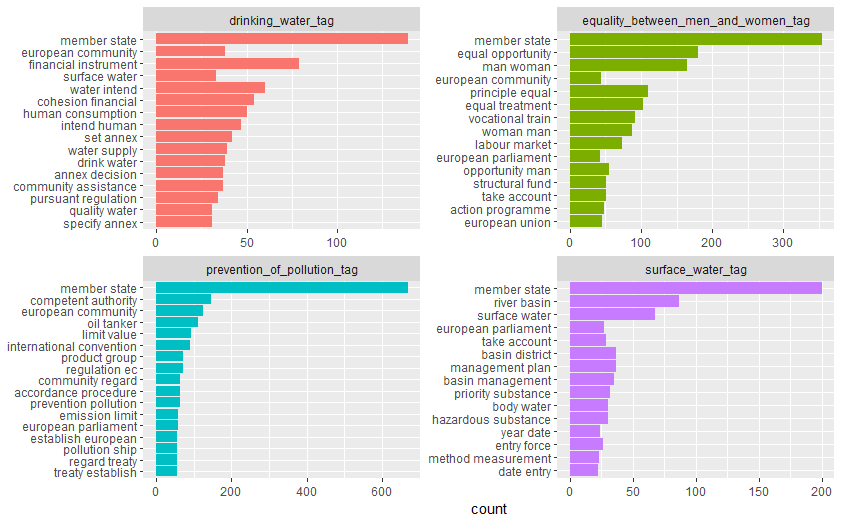 drinking_water_tag
member state
european community
financial instrument
surface water
water intend
cohesion financial
human consumption
intend human
set annex
water supply
drink water
annex decision
community assistance
pursuant regulation
quality water
specify annex
0 50 100
equality_between_men_and_women_tag
member state
equal opportunity
man woman
european community
principle equal
equal treatment
vocational train
woman man
labour market
european parliament
opportunity man
structural fund
take account
action programme
european union
0 100 200 300
prevention_of_pollution_tag
member state
competent authority
european community
oil tanker
limit value
international convention
product group
regulation ec
community regard
accordance procedure
prevention pollution
emission limit
european parliament
establish european
pollution ship
regard treaty
treaty establish
0 200 400 600
surface_water_tag
member state
river basin
surface water
european parliament
take account
basin district
management plan
basin management
priority substance
body water
hazardous substance
year date
entry force
method measurement
date entry
0 50 100 150 200
count